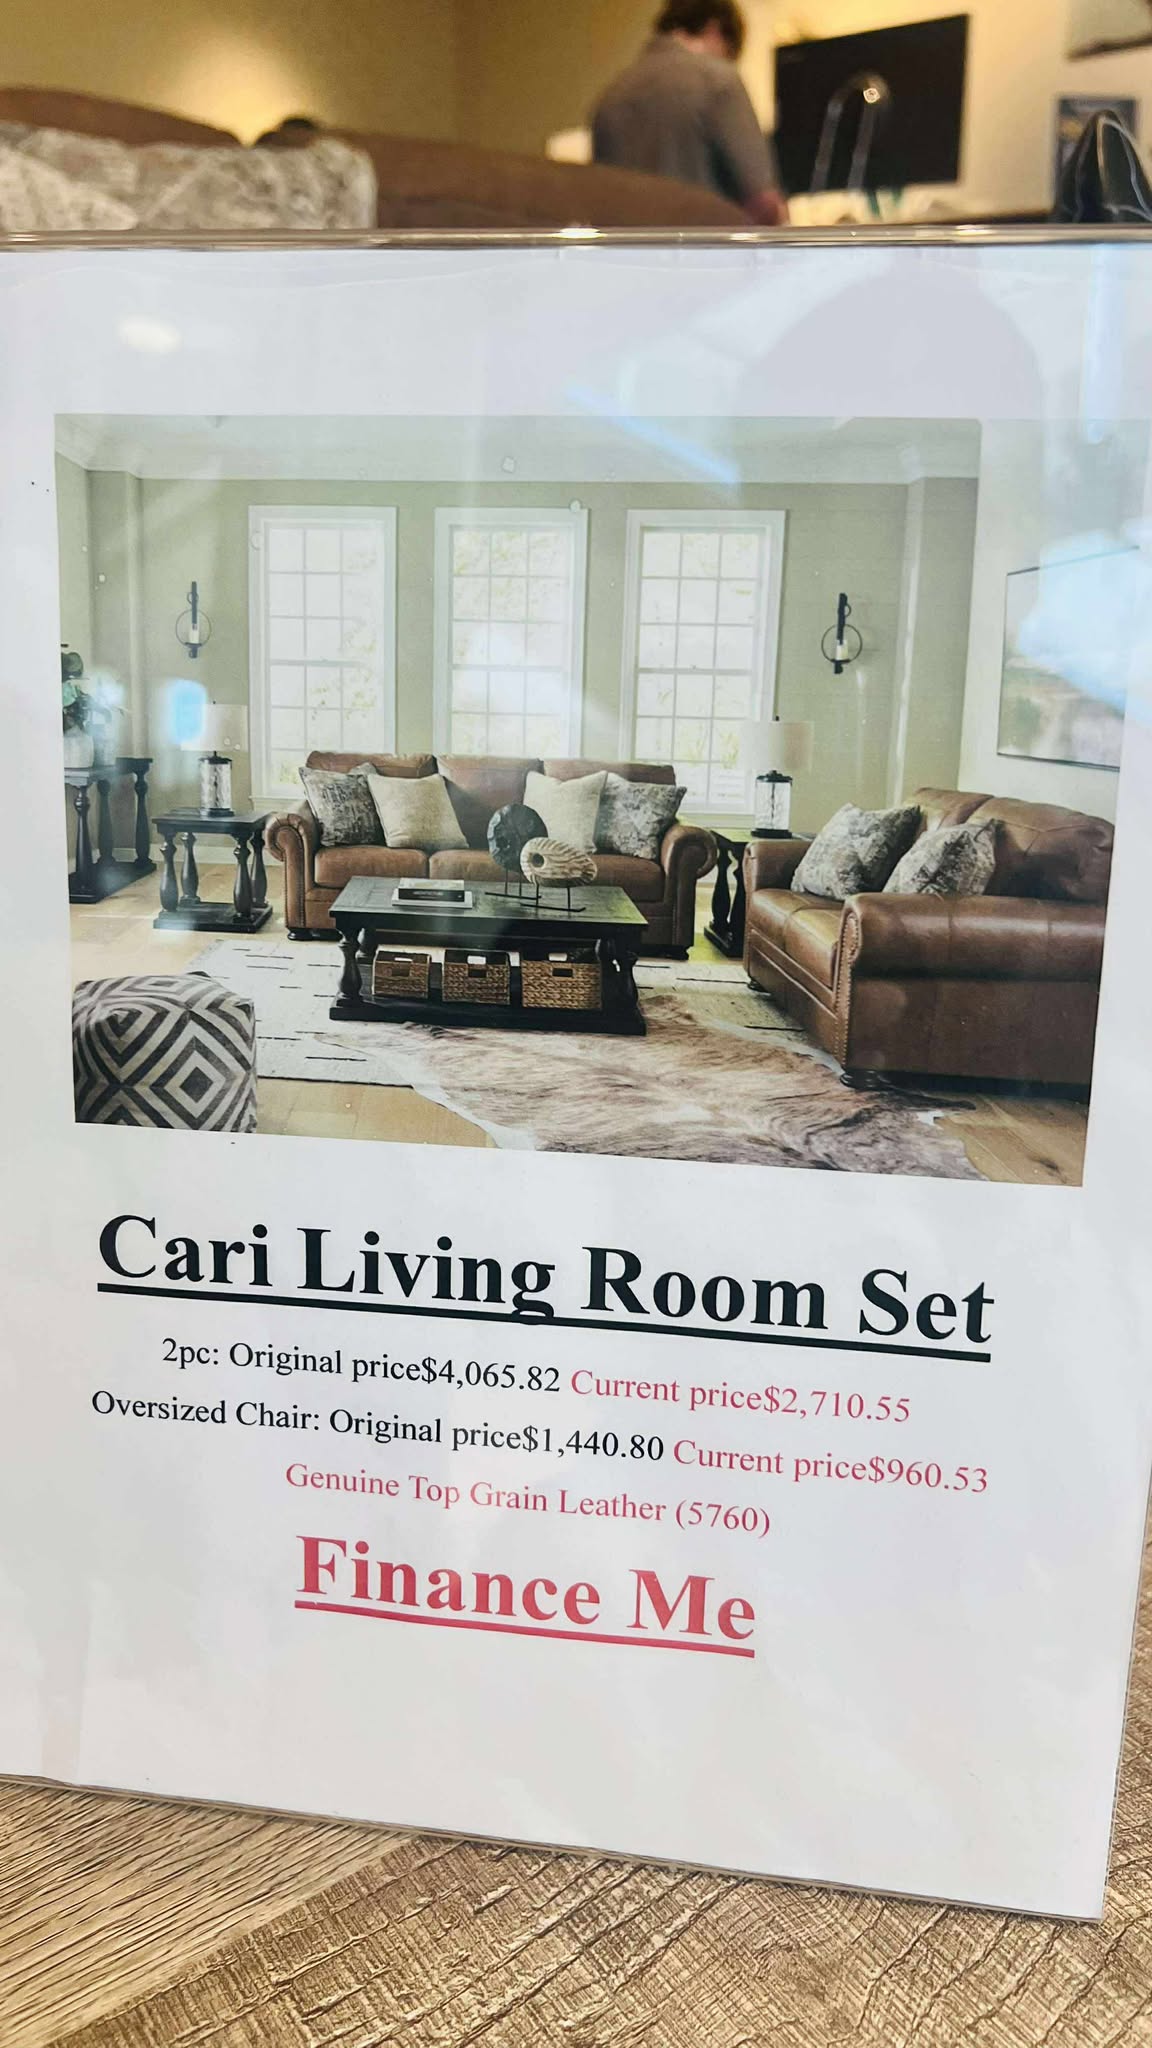 Cari Living Room Set
2pc: Original price$4,065.82 Current price$2,710.55
Oversized Chair: Original price$1,440.80 Current price$960.53
Genuine Top Grain Leather (5760)
Finance Me